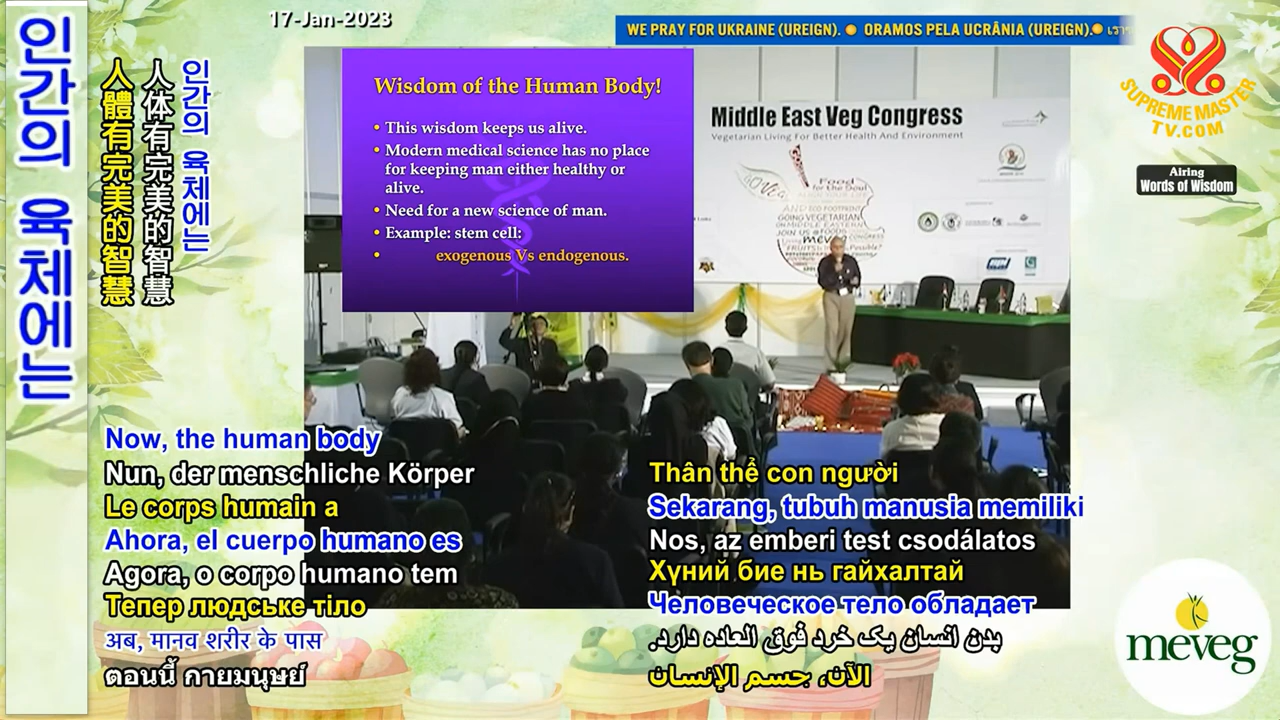 인간의 육체에는
17-Jan-2023
WE PRAY FOR UKRAINE (UREIGN). ORAMOS PELA UCRÂNIA (UREIGN).
SUPREME MASTER
TV.COM
Airing
Words of Wisdom
人體有完美的智慧
人体有完美的智慧
인간의 육체에는
Wisdom of the Human Body!
• This wisdom keeps us alive.
• Modern medical science has no place
for keeping man either healthy or
alive.
• Need for a new science of man.
• Example: stem cell:
• exogenous Vs endogenous.
Middle East Veg Congress
Vegetarian Living For Better Health And Environment
Food
for the Soul
GOING VEGETARIAN
Now, the human body
Nun, der menschliche Körper
Le corps humain a
Ahora, el cuerpo humano es
Agora, o corpo humano tem
Тепер людське тіло
अब, मानव शरीर के पास
ตอนนี้ กายมนุษย์
Thân thể con người
Sekarang, tubuh manusia memiliki
Nos, az emberi test csodálatos
Хүний бие нь гайхалтай
Человеческое тело обладает
بدن انسان یک خرد فوق العاده دارد.
الآن، جسم الإنسان
meveg